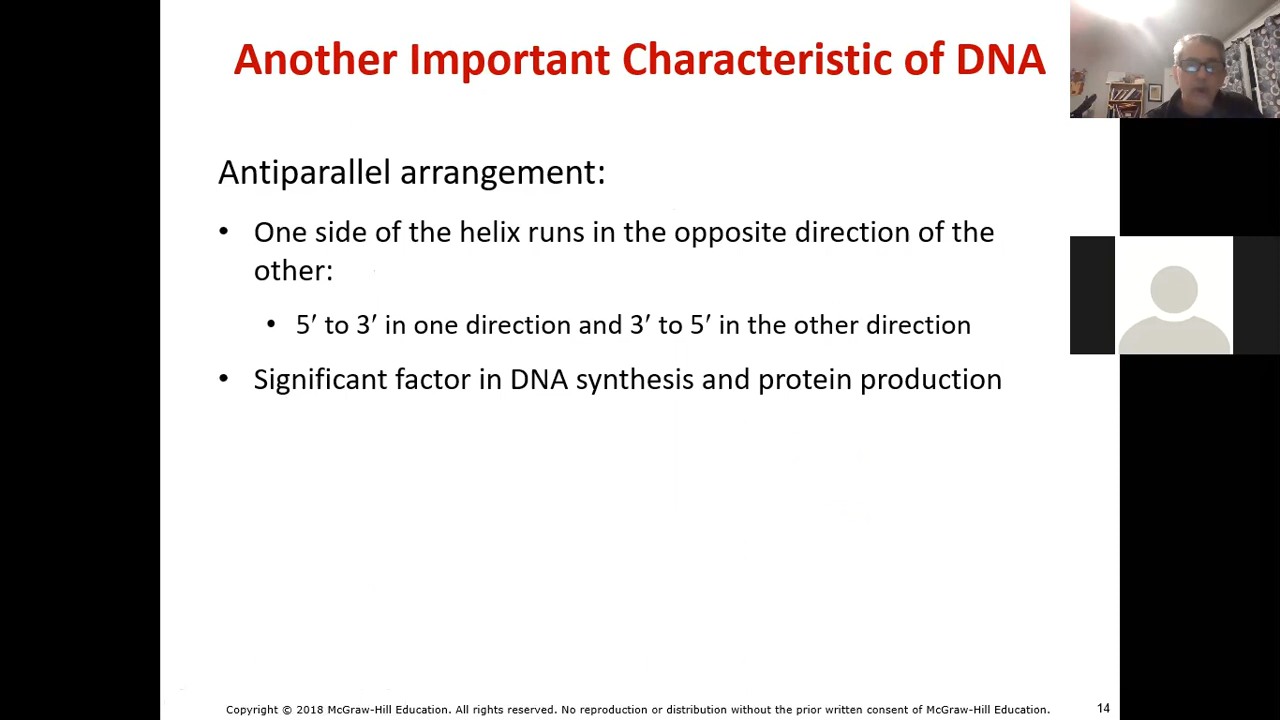 Another Important Characteristic of DNA
Antiparallel arrangement:
• One side of the helix runs in the opposite direction of the
other:
• 5′ to 3′ in one direction and 3′ to 5′ in the other direction
• Significant factor in DNA synthesis and protein production
Copyright © 2018 McGraw-Hill Education. All rights reserved. No reproduction or distribution without the prior written consent of McGraw-Hill Education.
14